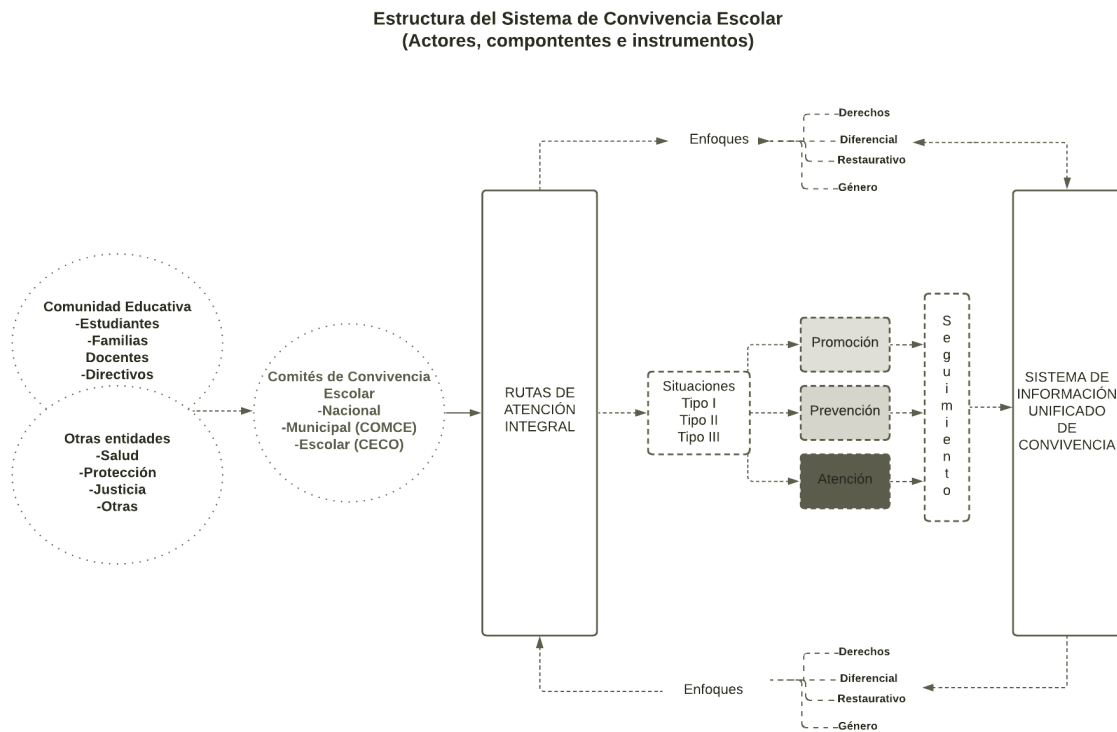 Estructura del Sistema de Convivencia Escolar
(Actores, compontentes e instrumentos)
Enfoques
Derechos
Diferencial
Restaurativo
Género
Comunidad Educativa
-Estudiantes
-Familias
Docentes
-Directivos
Otras entidades
-Salud
-Protección
-Justicia
-Otras
Comités de Convivencia
Escolar
-Nacional
-Municipal (COMCE)
-Escolar (CECO)
RUTAS DE
ATENCIÓN
INTEGRAL
Situaciones
Tipo I
Tipo II
Tipo III
Promoción
Prevención
Atención
S
e
g
u
i
m
i
e
n
t
o
SISTEMA DE
INFORMACIÓN
UNIFICADO
DE
CONVIVENCIA
Enfoques
Derechos
Diferencial
Restaurativo
Género